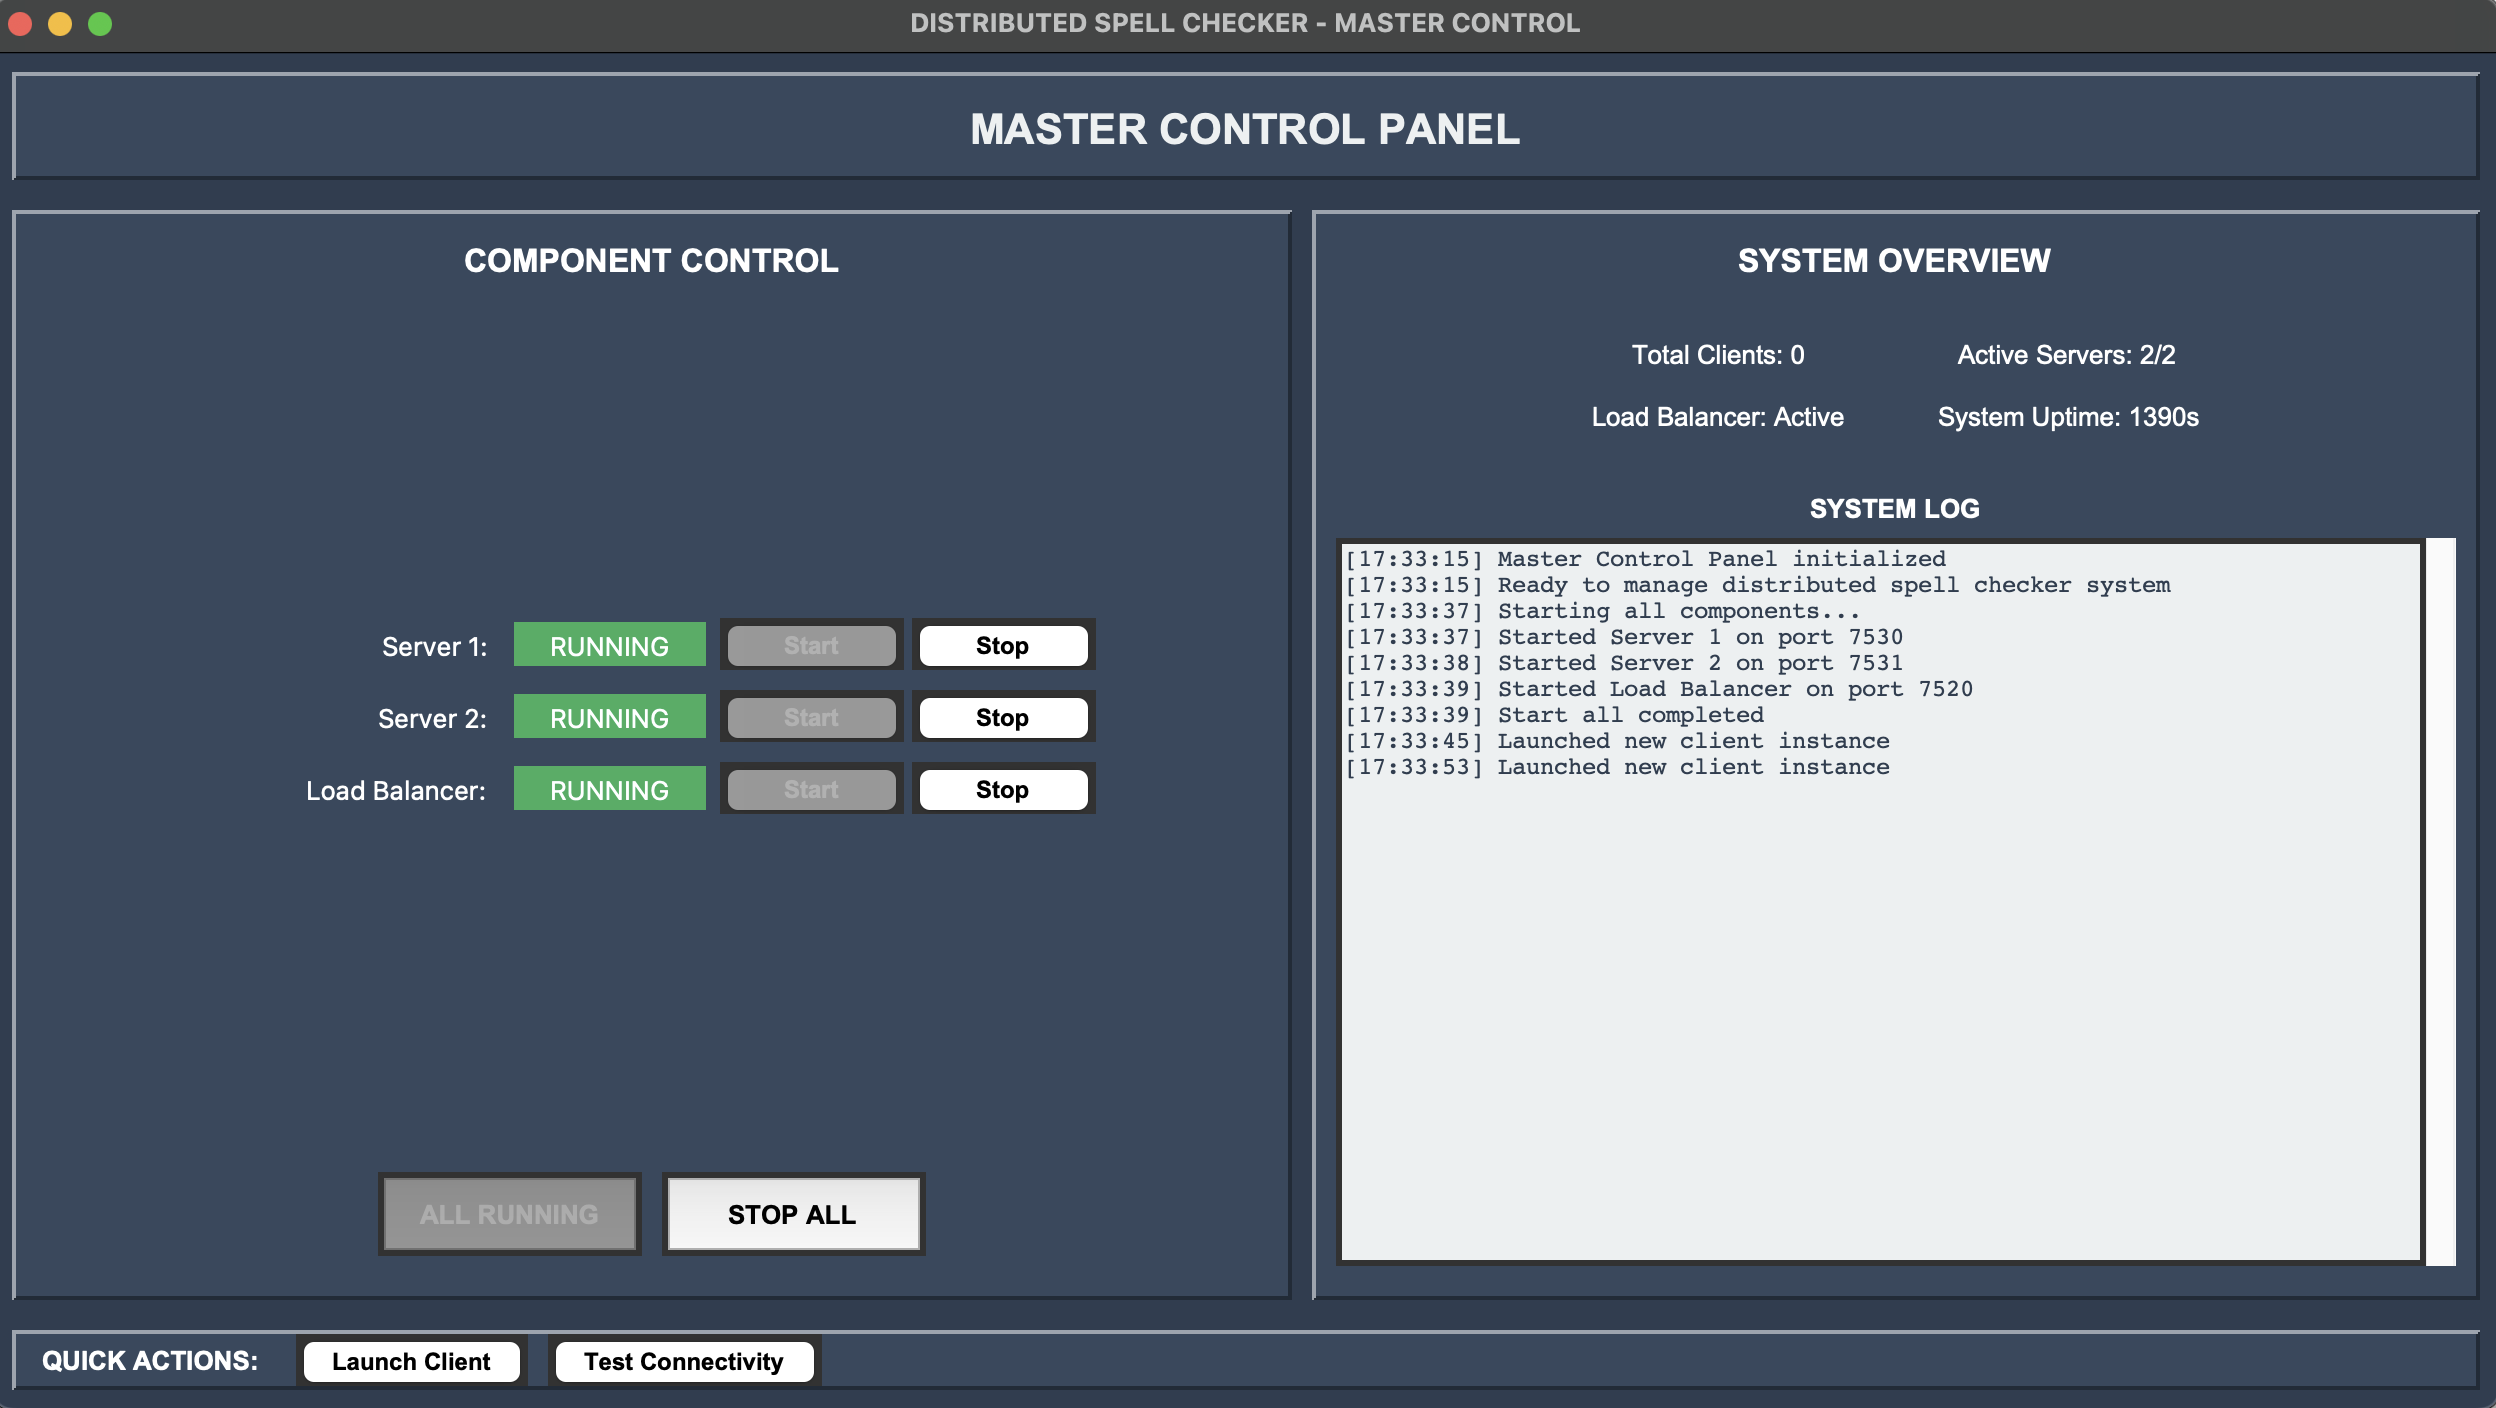 DISTRIBUTED SPELL CHECKER - MASTER CONTROL
MASTER CONTROL PANEL
COMPONENT CONTROL
Server 1: RUNNING Start Stop
Server 2: RUNNING Start Stop
Load Balancer: RUNNING Start Stop
ALL RUNNING STOP ALL
SYSTEM OVERVIEW
Total Clients: 0 Active Servers: 2/2
Load Balancer: Active System Uptime: 1390s
SYSTEM LOG
[17:33:15] Master Control Panel initialized
[17:33:15] Ready to manage distributed spell checker system
[17:33:37] Starting all components...
[17:33:37] Started Server 1 on port 7530
[17:33:38] Started Server 2 on port 7531
[17:33:39] Started Load Balancer on port 7520
[17:33:39] Start all completed
[17:33:45] Launched new client instance
[17:33:53] Launched new client instance
QUICK ACTIONS: Launch Client Test Connectivity